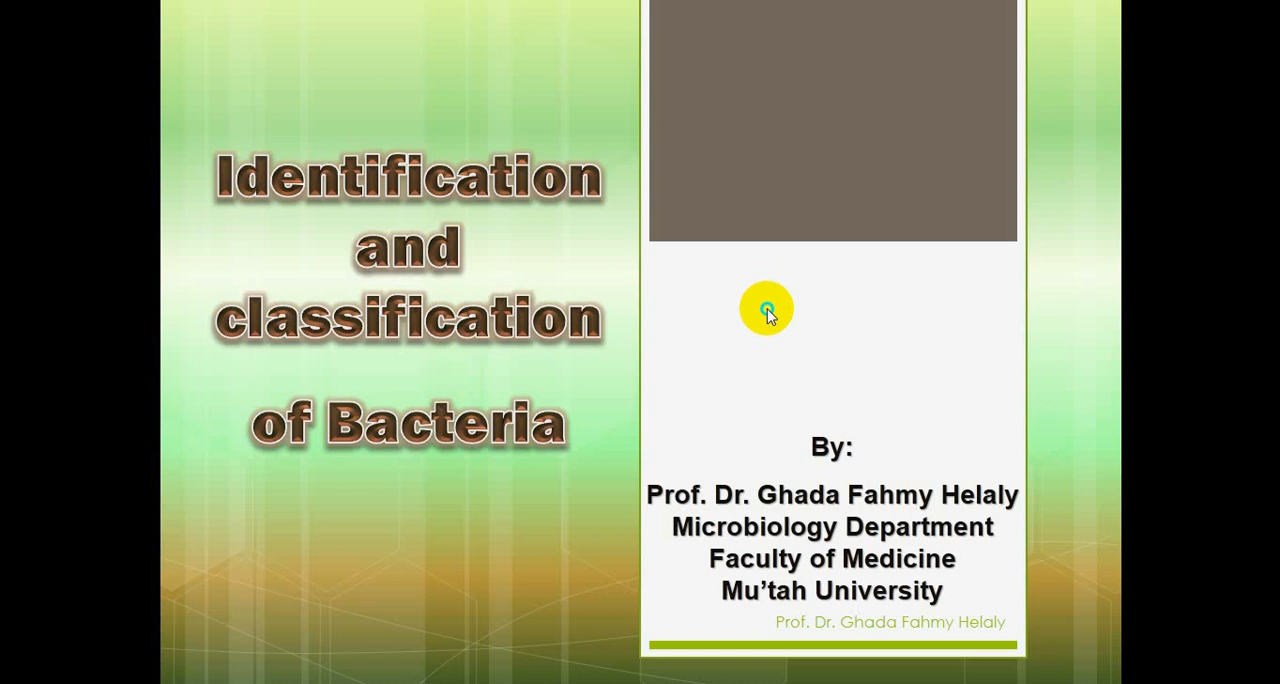 Identification
and
classification
of Bacteria
By:
Prof. Dr. Ghada Fahmy Helaly
Microbiology Department
Faculty of Medicine
Mu’tah University
Prof. Dr. Ghada Fahmy Helaly